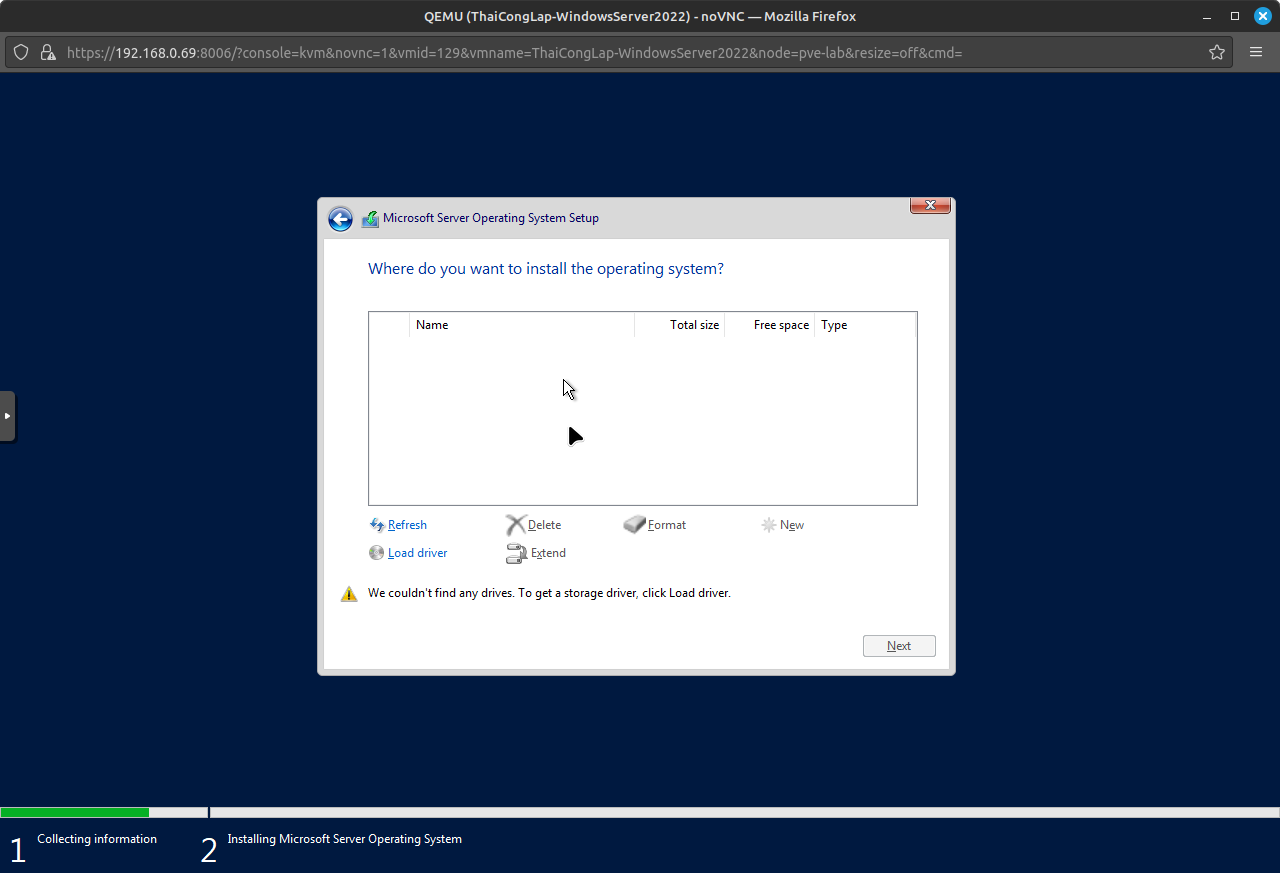 QEMU (ThaiCongLap-WindowsServer2022) - noVNC — Mozilla Firefox
https://192.168.0.69:8006/?console=kvm&novnc=1&vmid=129&vmname=ThaiCongLap-WindowsServer2022&node=pve-lab&resize=off&cmd=
Microsoft Server Operating System Setup
Where do you want to install the operating system?
Name Total size Free space Type
Refresh Delete Format New
Load driver Extend
We couldn't find any drives. To get a storage driver, click Load driver.
Next
1 Collecting information 2 Installing Microsoft Server Operating System